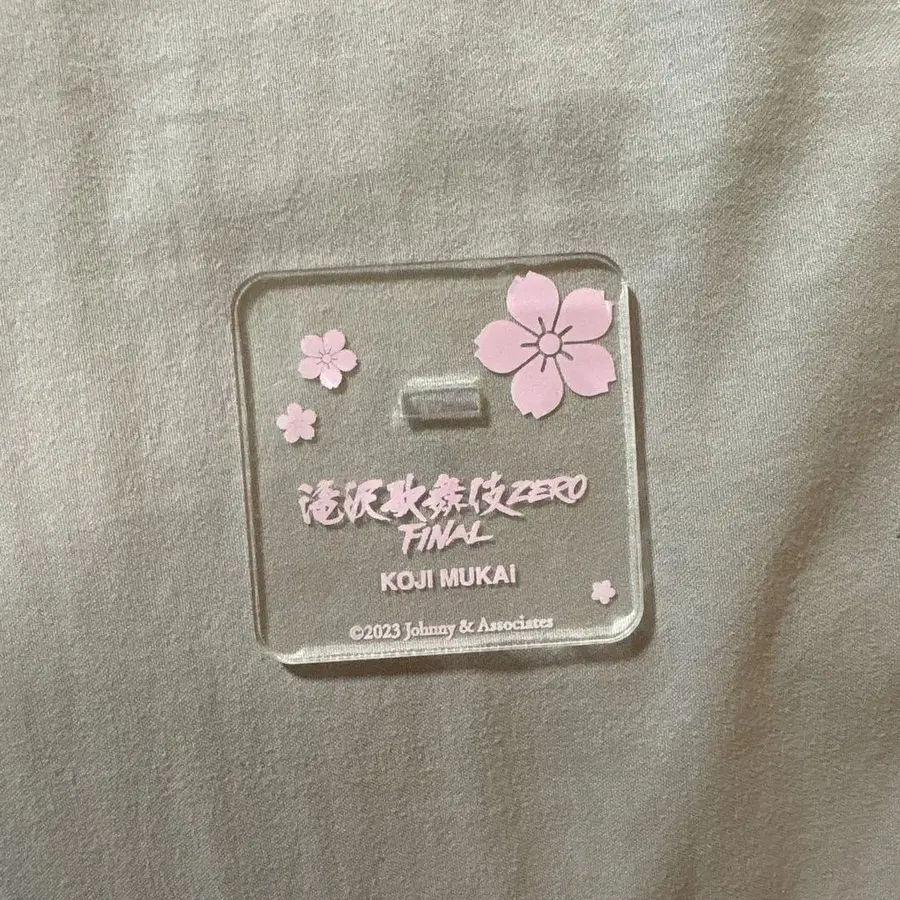 滝沢歌舞伎ZERO
FINAL
KOJI MUKAI
©2023 Johnny & Associates